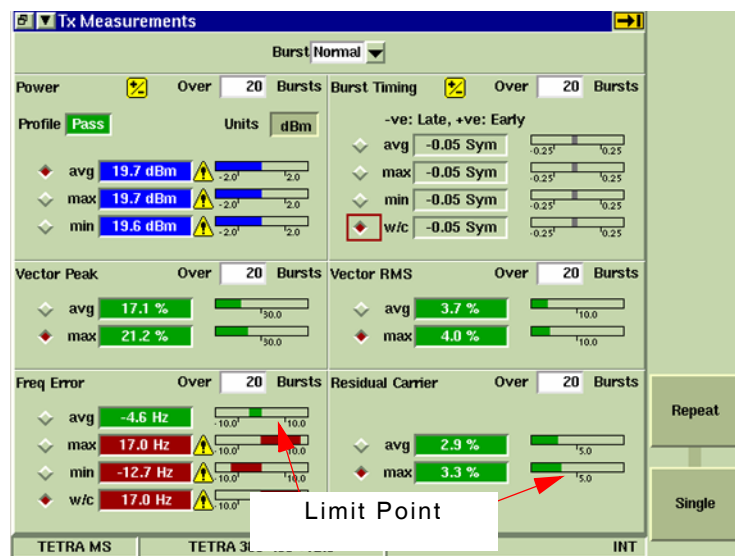 Tx Measurements
Burst Normal
Power Over 20 Bursts
Profile Pass Units dBm
avg 19.7 dBm -2.0 2.0
max 19.7 dBm -2.0 2.0
min 19.6 dBm -2.0 2.0
Burst Timing Over 20 Bursts
-ve: Late, +ve: Early
avg -0.05 Sym -0.25 0.25
max -0.05 Sym -0.25 0.25
min -0.05 Sym -0.25 0.25
w/c -0.05 Sym -0.25 0.25
Vector Peak Over 20 Bursts
avg 17.1 % 30.0
max 21.2 % 30.0
Vector RMS Over 20 Bursts
avg 3.7 % 10.0
max 4.0 % 10.0
Freq Error Over 20 Bursts
avg -4.6 Hz -10.0 10.0
max 17.0 Hz -10.0 10.0
min -12.7 Hz -10.0 10.0
w/c 17.0 Hz -10.0
Residual Carrier Over 20 Bursts
avg 2.9 % 5.0
max 3.3 % 5.0
Limit Point
Repeat
Single
TETRA MS TETRA INT